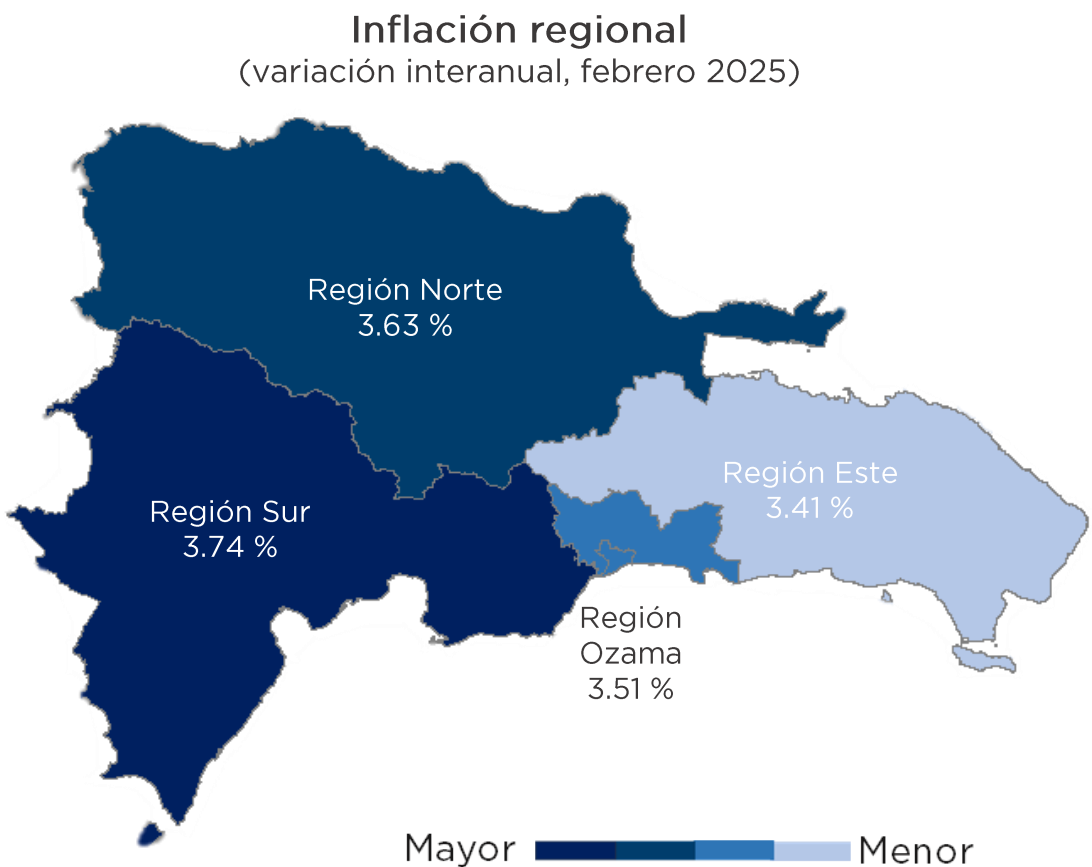 Inflación regional
(variación interanual, febrero 2025)
Región Norte
3.63 %
Región Este
3.41 %
Región Sur
3.74 %
Región
Ozama
3.51 %
Mayor
Menor